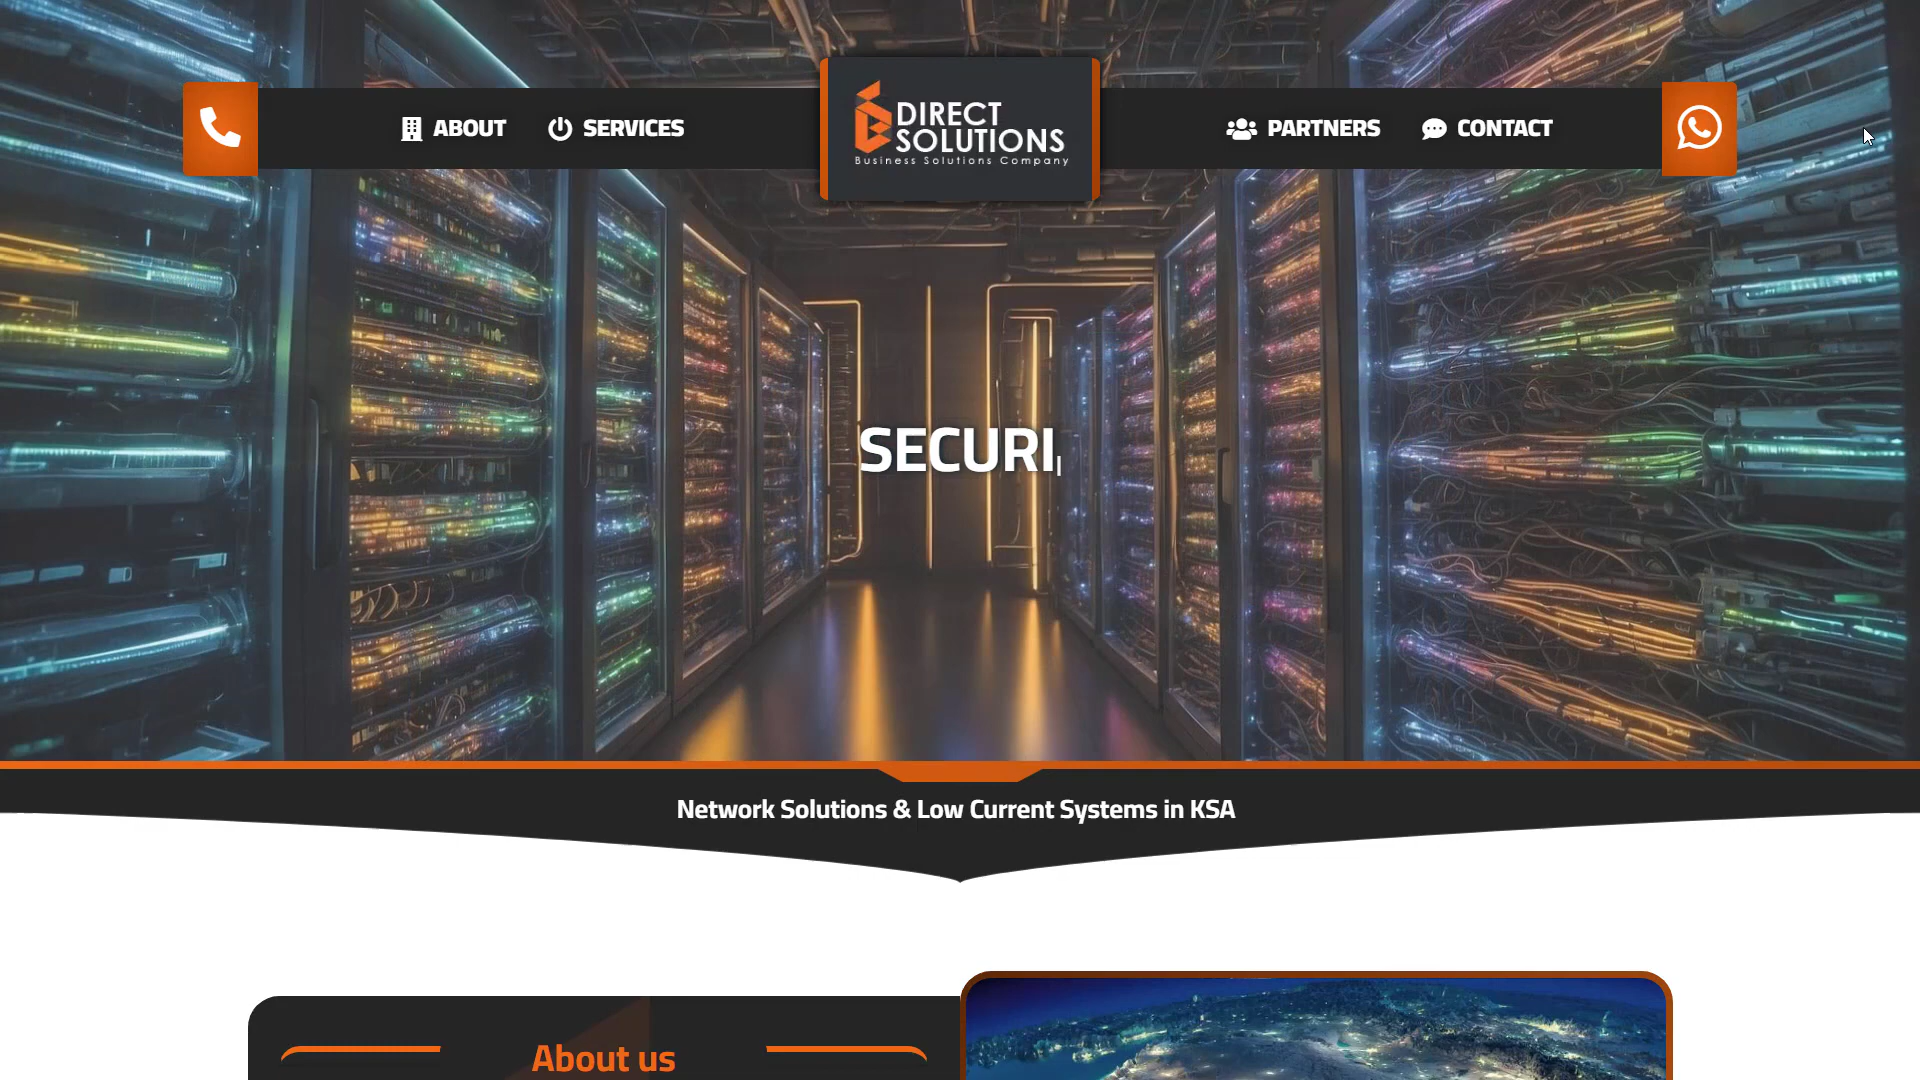 ABOUT
SERVICES
DIRECT
SOLUTIONS
Business Solutions Company
PARTNERS
CONTACT
SECURI
Network Solutions & Low Current Systems in KSA
About us